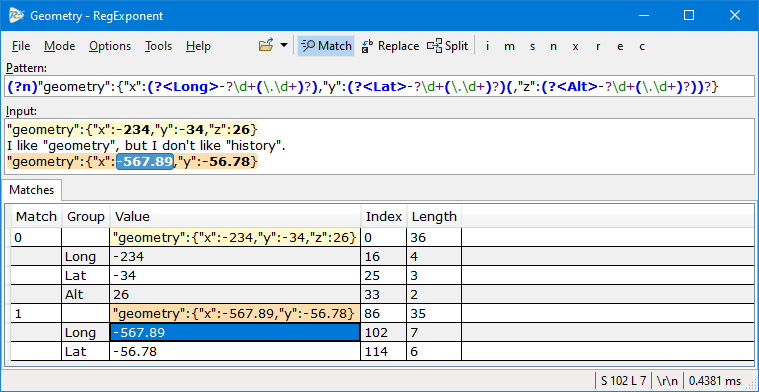 Geometry - RegExponent
File Mode Options Tools Help Match Replace Split i m s n x r e c
Pattern:
(?n)"geometry":{"x":(?<Long>-?\d+(\.\d+)?),"y":(?<Lat>-?\d+(\.\d+)?)(,"z":(?<Alt>-?\d+(\.\d+)?))?}
Input:
"geometry":{"x":-234,"y":-34,"z":26}
I like "geometry", but I don't like "history".
"geometry":{"x":-567.89,"y":-56.78}
Matches
Match Group Value Index Length
0 "geometry":{"x":-234,"y":-34,"z":26} 0 36
Long -234 16 4
Lat -34 25 3
Alt 26 33 2
1 "geometry":{"x":-567.89,"y":-56.78} 86 35
Long -567.89 102 7
Lat -56.78 114 6
S 102 L 7 \r\n 0.4381 ms